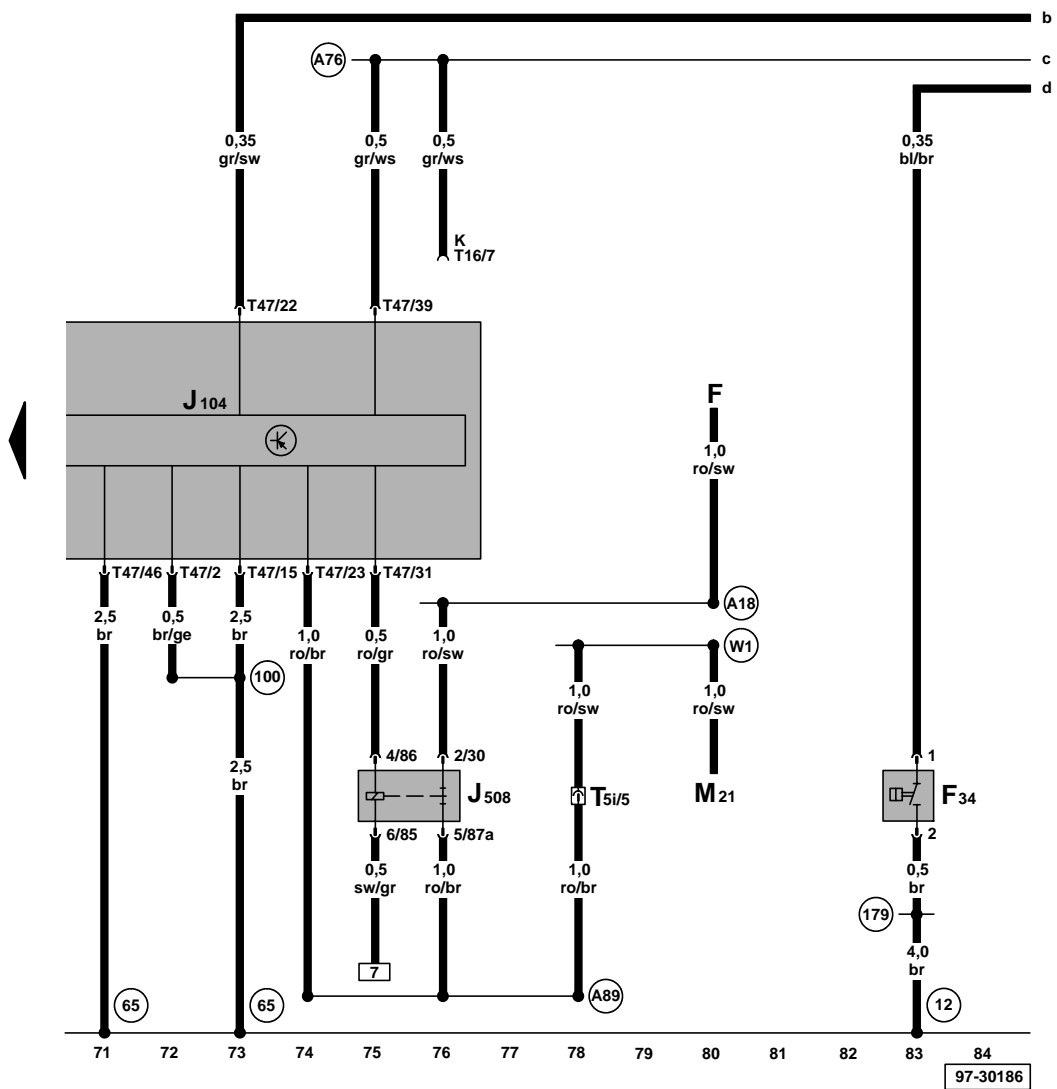 b
A76
c
d
0,35
gr/sw
0,5
gr/ws
0,5
gr/ws
0,35
bl/br
K
T16/7
T47/22
T47/39
J 104
F
1,0
ro/sw
T47/46
T47/2
T47/15
T47/23
T47/31
2,5
br
0,5
br/ge
2,5
br
1,0
ro/br
0,5
ro/gr
1,0
ro/sw
A18
W1
100
1,0
ro/sw
1,0
ro/sw
2,5
br
4/86
2/30
1
J 508
T5i/5
M 21
F 34
6/85
5/87a
2
0,5
sw/gr
1,0
ro/br
1,0
ro/br
0,5
br
179
4,0
br
7
65
65
A89
12
71 72 73 74 75 76 77 78 79 80 81 82 83 84
97-30186